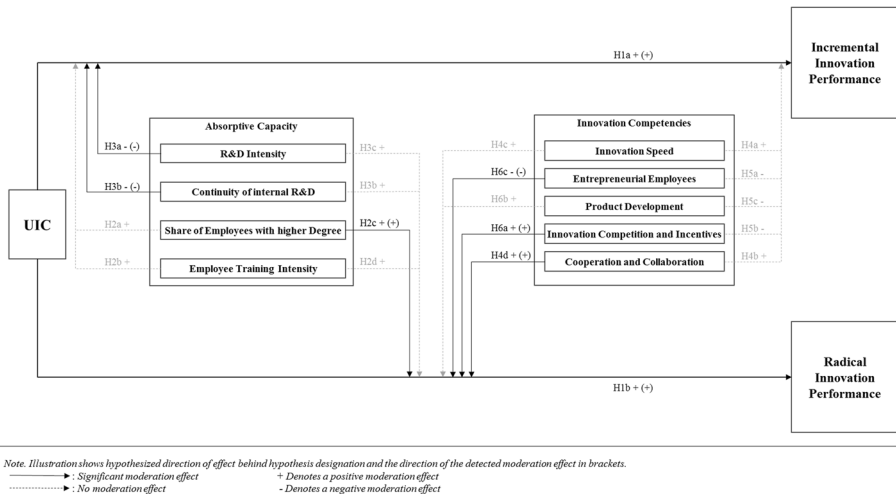 H1a + (+)
Incremental
Innovation
Performance
Absorptive Capacity
Innovation Competencies
H3a - (-)
R&D Intensity
H3c +
H4c +
Innovation Speed
H4a +
H6c - (-)
Entrepreneurial Employees
H5a -
H3b - (-)
Continuity of internal R&D
H3b +
H6b +
Product Development
H5c -
UIC
H2a +
Share of Employees with higher Degree
H2c + (+)
H6a + (+)
Innovation Competition and Incentives
H5b -
H4d + (+)
Cooperation and Collaboration
H4b +
H2b +
Employee Training Intensity
H2d +
Radical
Innovation
Performance
H1b + (+)
Note. Illustration shows hypothesized direction of effect behind hypothesis designation and the direction of the detected moderation effect in brackets.
: Significant moderation effect + Denotes a positive moderation effect
: No moderation effect - Denotes a negative moderation effect